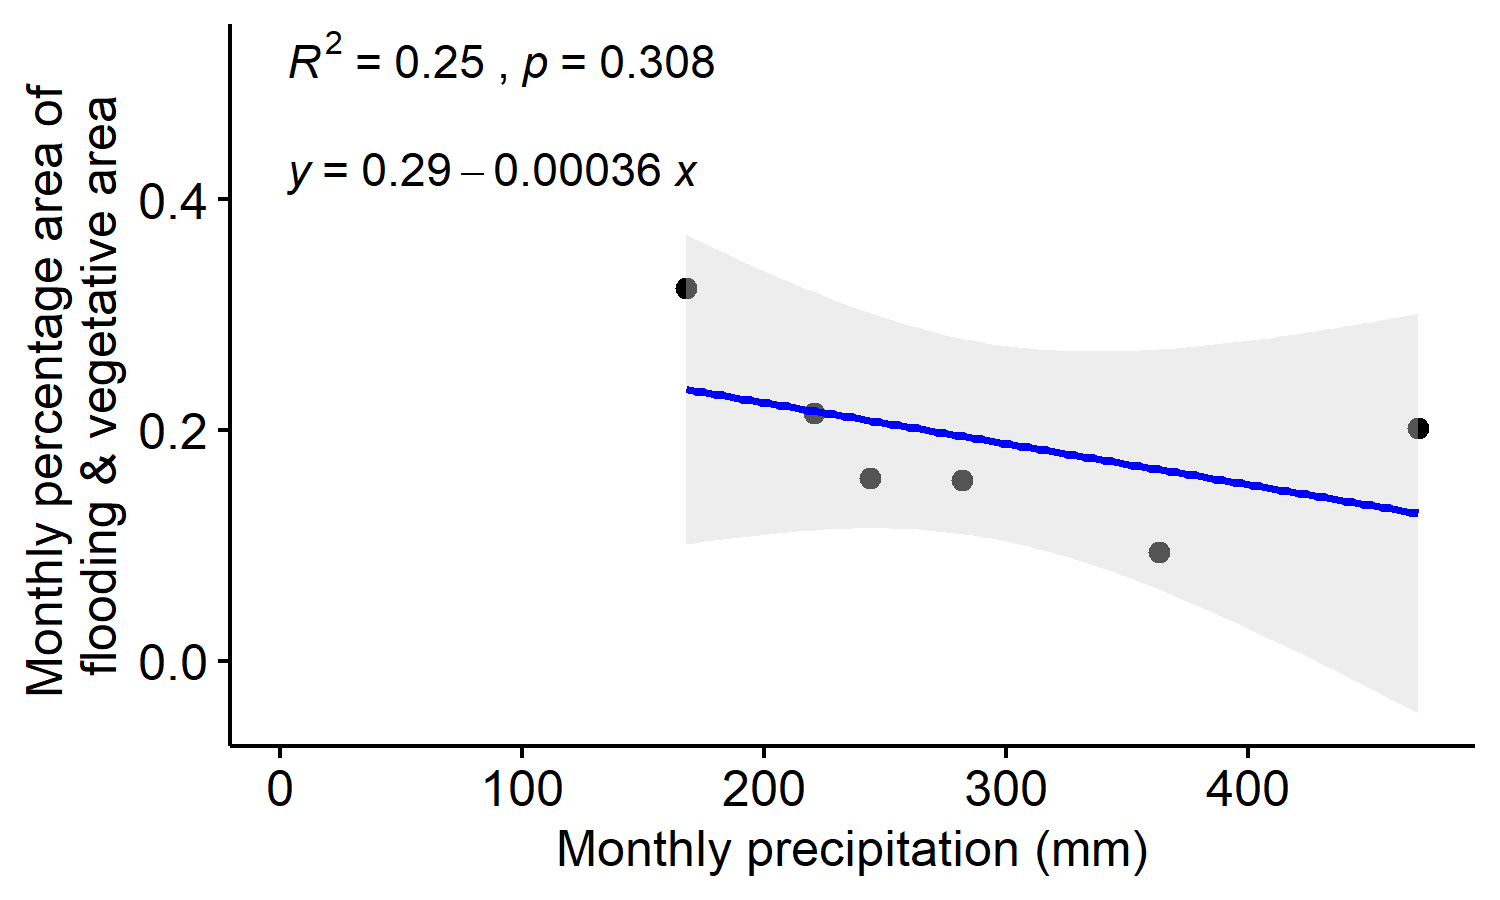 R² = 0.25 , p = 0.308
y = 0.29 – 0.00036 x
Monthly percentage area of
flooding & vegetative area
0.4
0.2
0.0
0 100 200 300 400
Monthly precipitation (mm)